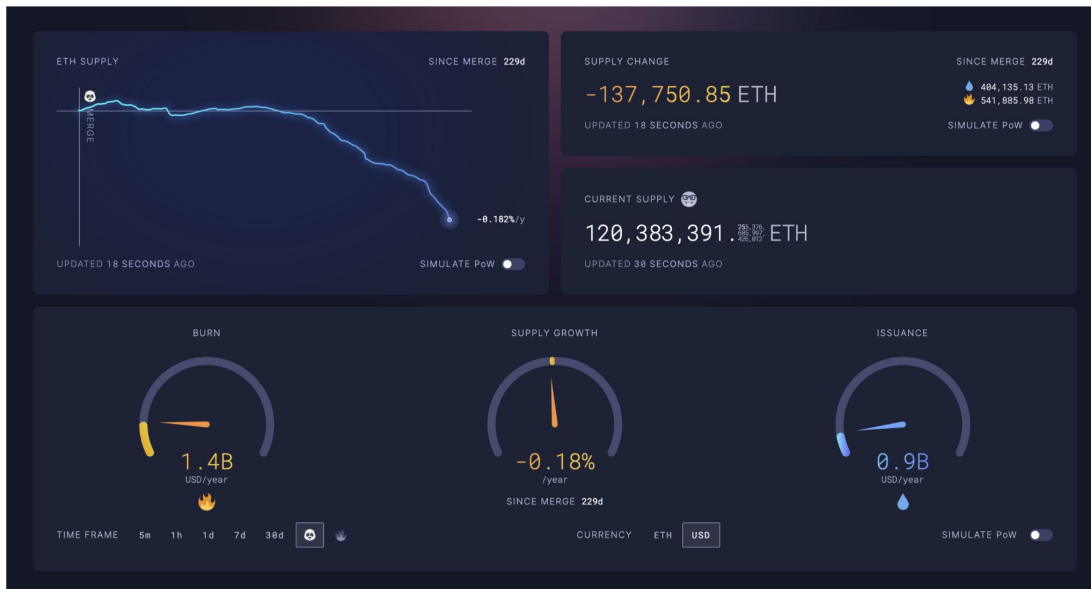 ETH SUPPLY
SINCE MERGE 229d
MERGE
-0.182%/y
UPDATED 18 SECONDS AGO
SIMULATE PoW
SUPPLY CHANGE
SINCE MERGE 229d
-137,750.85 ETH
404,135.13 ETH
541,885.98 ETH
UPDATED 18 SECONDS AGO
SIMULATE PoW
CURRENT SUPPLY
120,383,391. ETH
UPDATED 30 SECONDS AGO
BURN
1.4B
USD/year
SUPPLY GROWTH
-0.18%
/year
SINCE MERGE 229d
ISSUANCE
0.9B
USD/year
TIME FRAME 5m 1h 1d 7d 30d
CURRENCY ETH USD
SIMULATE PoW